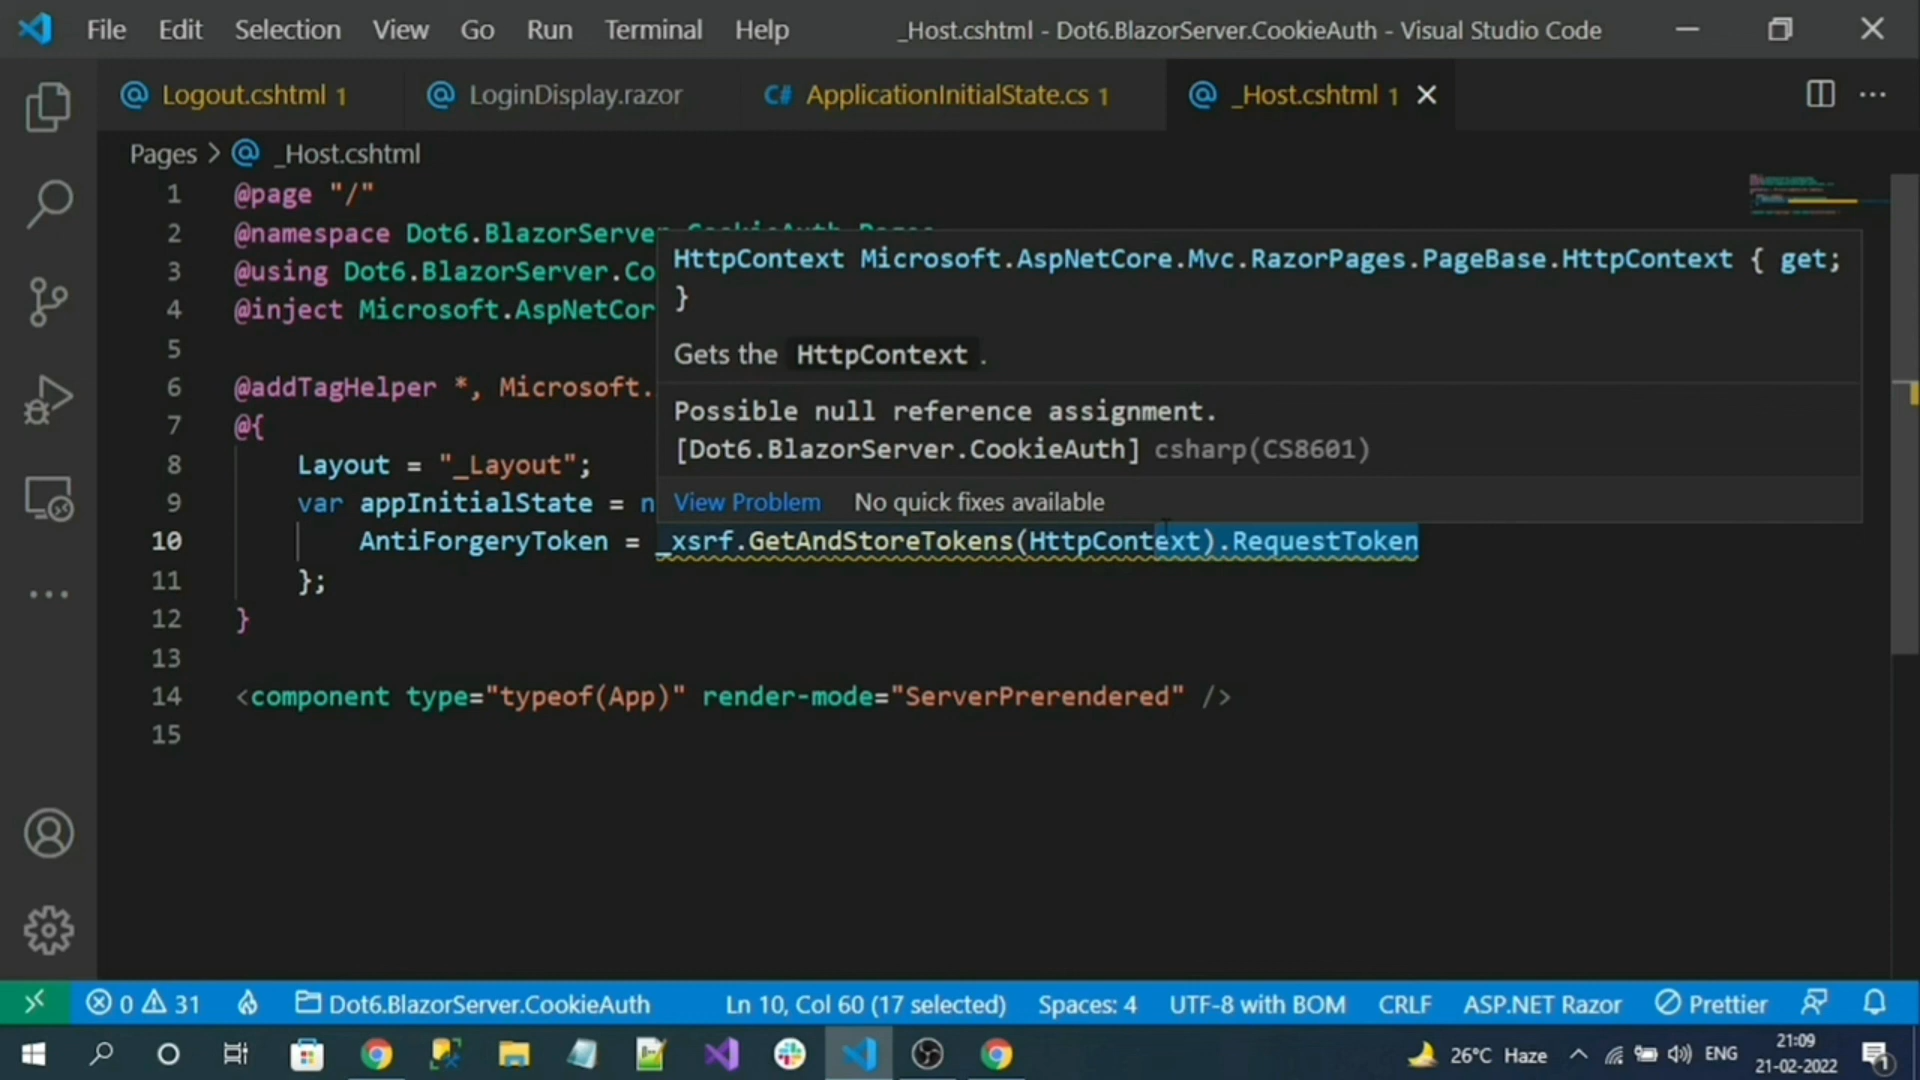 File Edit Selection View Go Run Terminal Help _Host.cshtml - Dot6.BlazorServer.CookieAuth - Visual Studio Code
Logout.cshtml 1 LoginDisplay.razor C# ApplicationInitialState.cs 1 _Host.cshtml 1
Pages > _Host.cshtml
1 @page "/"
2 @namespace Dot6.BlazorServer.CookieAuth.Pages
3 @using Dot6.BlazorServer.Co
4 @inject Microsoft.AspNetCor
5
6 @addTagHelper *, Microsoft.
7 @{
8 Layout = "_Layout";
9 var appInitialState = n
10 AntiForgeryToken = _xsrf.GetAndStoreTokens(HttpContext).RequestToken
11 };
12 }
13
14 <component type="typeof(App)" render-mode="ServerPrerendered" />
15
HttpContext Microsoft.AspNetCore.Mvc.RazorPages.PageBase.HttpContext { get;
}
Gets the HttpContext .
Possible null reference assignment.
[Dot6.BlazorServer.CookieAuth] csharp(CS8601)
View Problem No quick fixes available
0 31 Dot6.BlazorServer.CookieAuth Ln 10, Col 60 (17 selected) Spaces: 4 UTF-8 with BOM CRLF ASP.NET Razor Prettier
26°C Haze ENG 21:09
21-02-2022 1